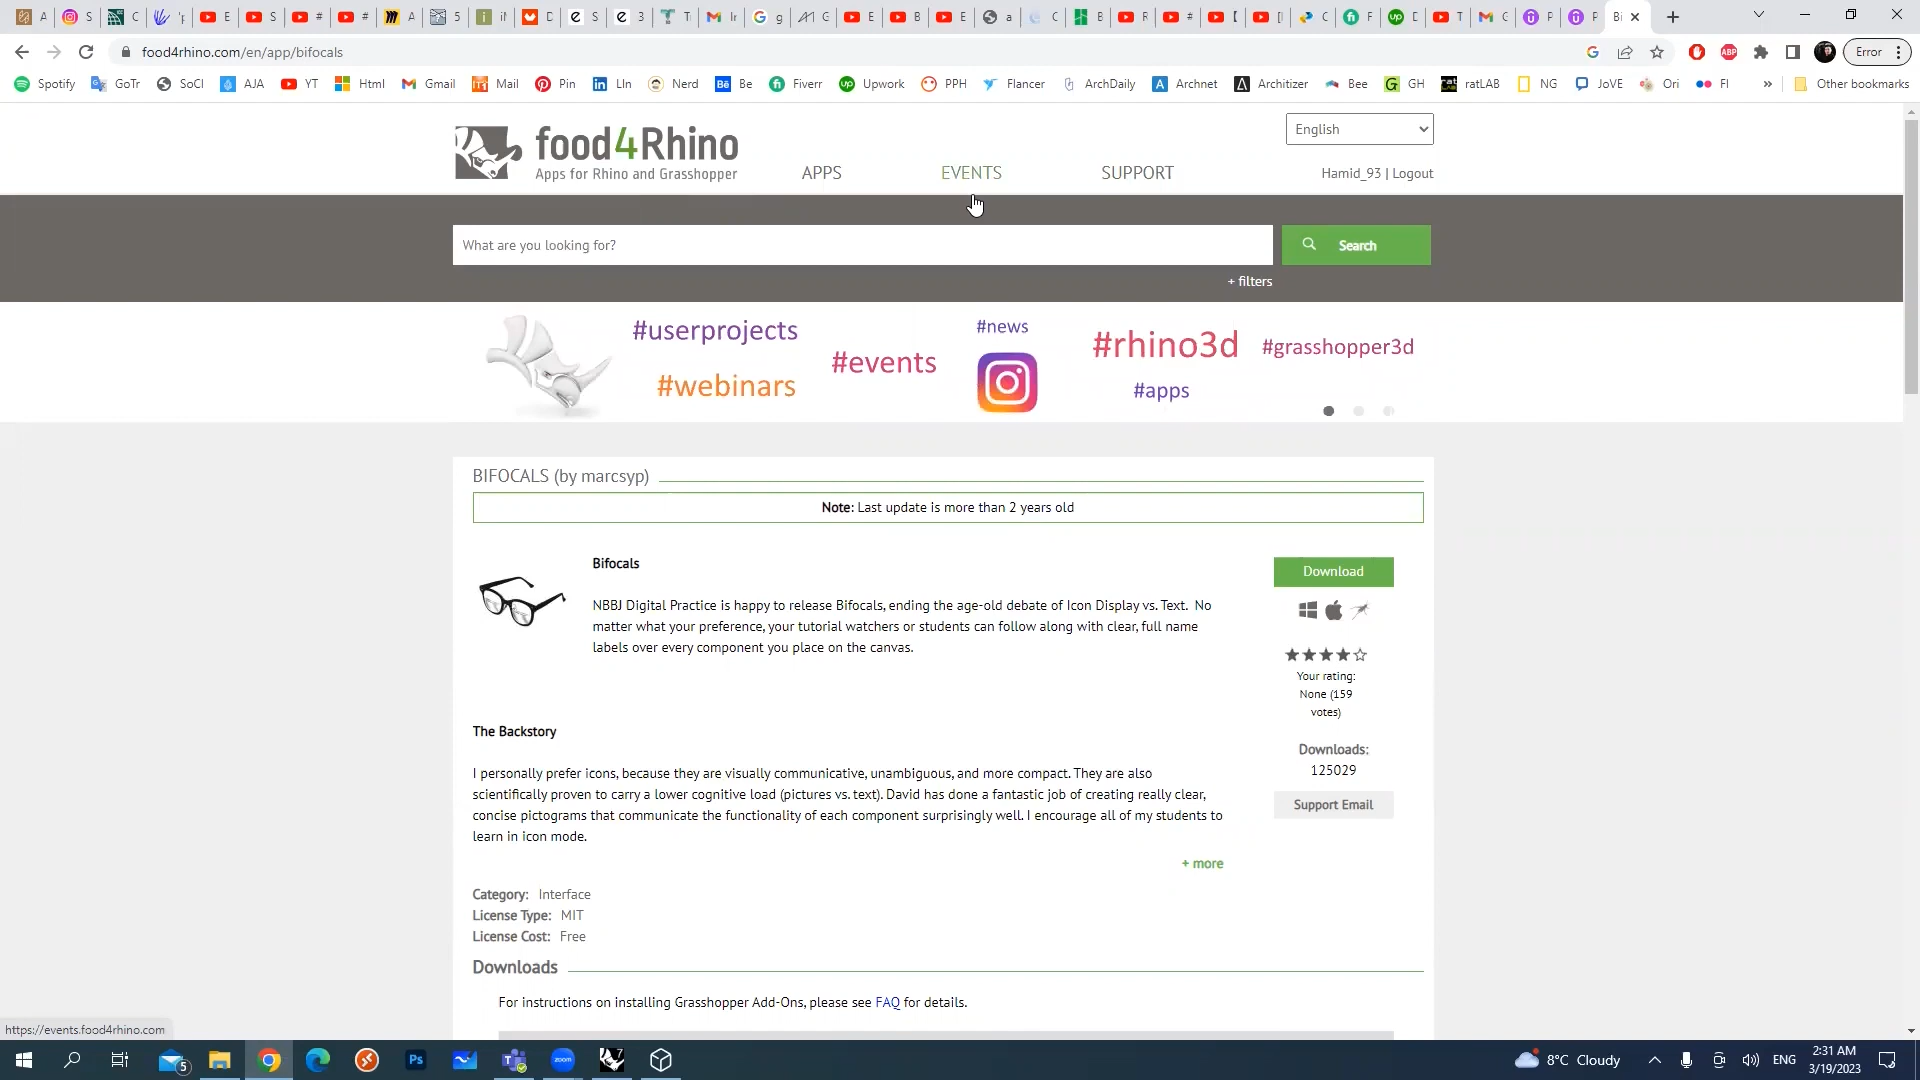 food4rhino.com/en/app/bifocals
Error
Spotify GoTr SoCl AJA YT Html Gmail Mail Pin LIn Nerd Be Fiverr Upwork PPH Flancer ArchDaily Archnet Architizer Bee GH ratLAB NG JoVE Ori FI » Other bookmarks
food4Rhino
Apps for Rhino and Grasshopper
APPS EVENTS SUPPORT
English
Hamid_93 | Logout
What are you looking for?
Search
+ filters
#userprojects
#webinars
#events
#news
#rhino3d
#apps
#grasshopper3d
BIFOCALS (by marcsyp)
Note: Last update is more than 2 years old
Bifocals
NBBJ Digital Practice is happy to release Bifocals, ending the age-old debate of Icon Display vs. Text. No
matter what your preference, your tutorial watchers or students can follow along with clear, full name
labels over every component you place on the canvas.
Download
Your rating:
None (159
votes)
Downloads:
125029
Support Email
The Backstory
I personally prefer icons, because they are visually communicative, unambiguous, and more compact. They are also
scientifically proven to carry a lower cognitive load (pictures vs. text). David has done a fantastic job of creating really clear,
concise pictograms that communicate the functionality of each component surprisingly well. I encourage all of my students to
learn in icon mode.
+ more
Category: Interface
License Type: MIT
License Cost: Free
Downloads
For instructions on installing Grasshopper Add-Ons, please see FAQ for details.
https://events.food4rhino.com
8°C Cloudy
ENG
2:31 AM
3/19/2023